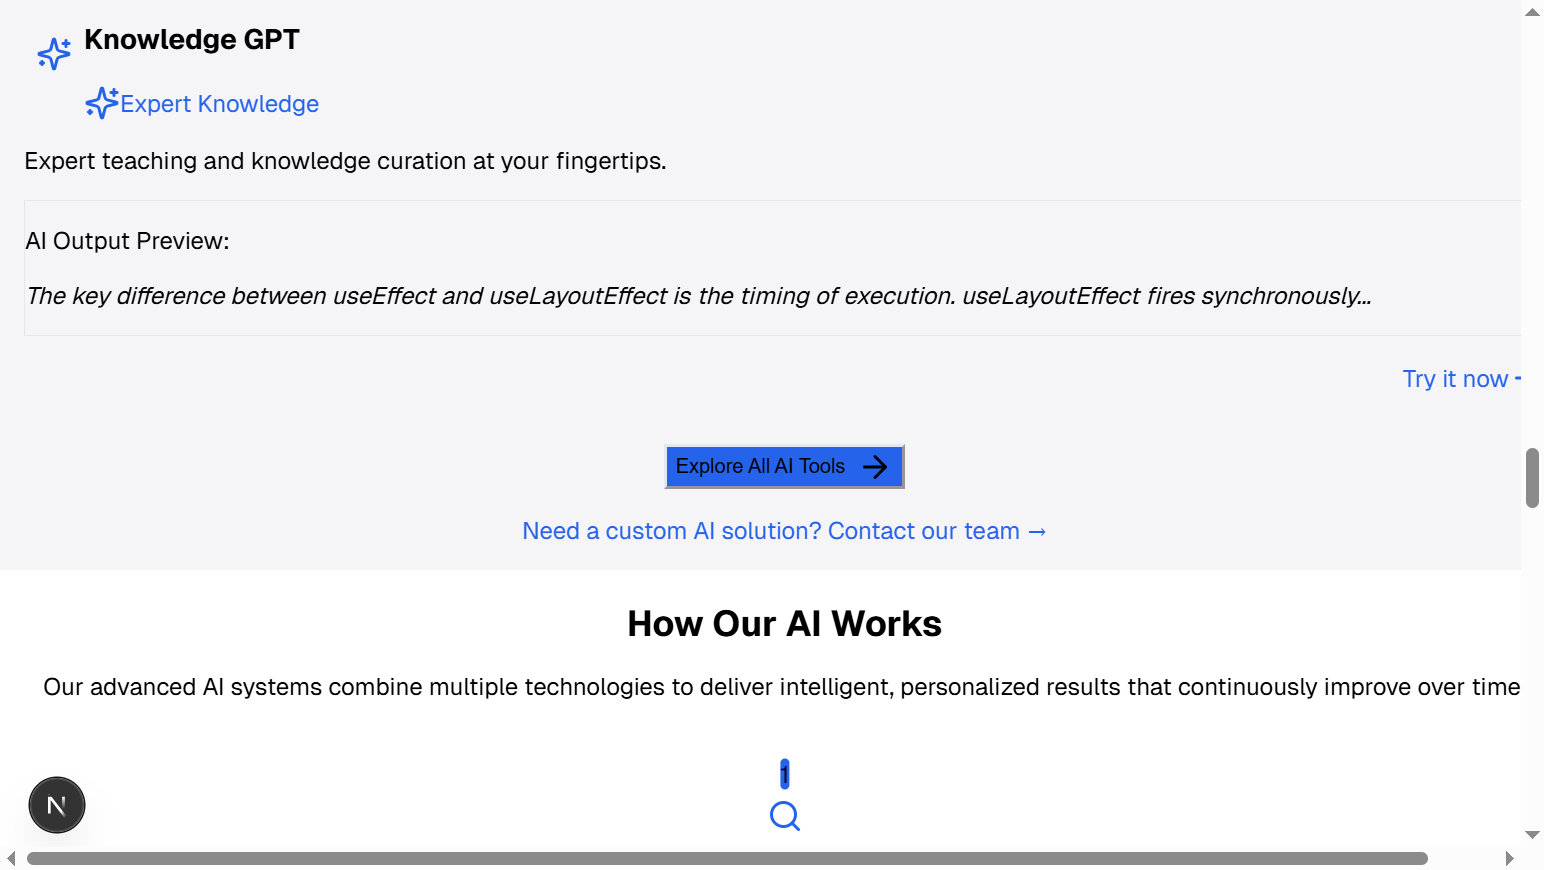 Knowledge GPT
Expert Knowledge
Expert teaching and knowledge curation at your fingertips.
AI Output Preview:
The key difference between useEffect and useLayoutEffect is the timing of execution. useLayoutEffect fires synchronously...
Try it now
Explore All AI Tools
Need a custom AI solution? Contact our team →
How Our AI Works
Our advanced AI systems combine multiple technologies to deliver intelligent, personalized results that continuously improve over time
1
N